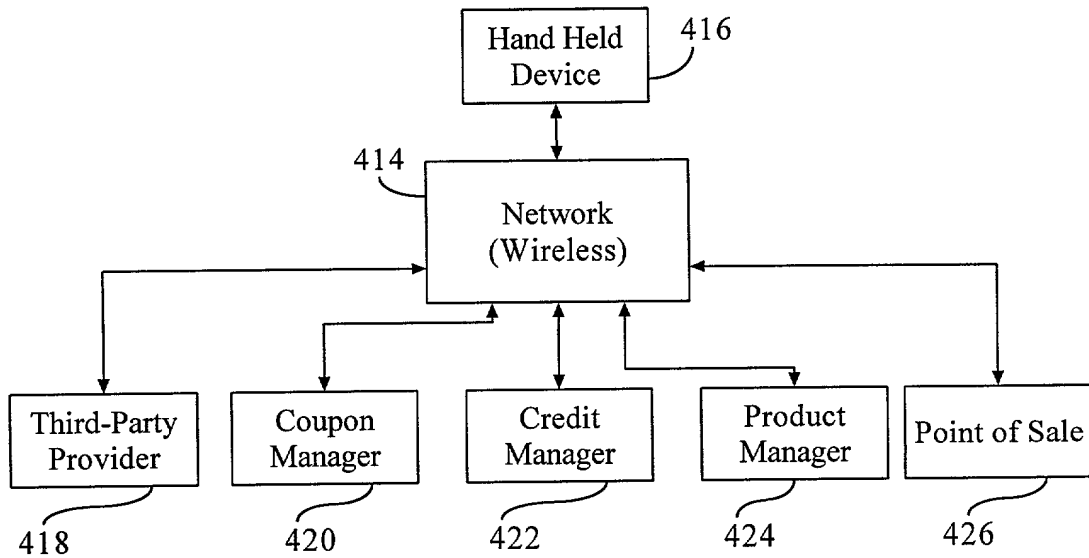 Hand Held
Device
416
414
Network
(Wireless)
Third-Party
Provider
Coupon
Manager
Credit
Manager
Product
Manager
Point of Sale
418
420
422
424
426